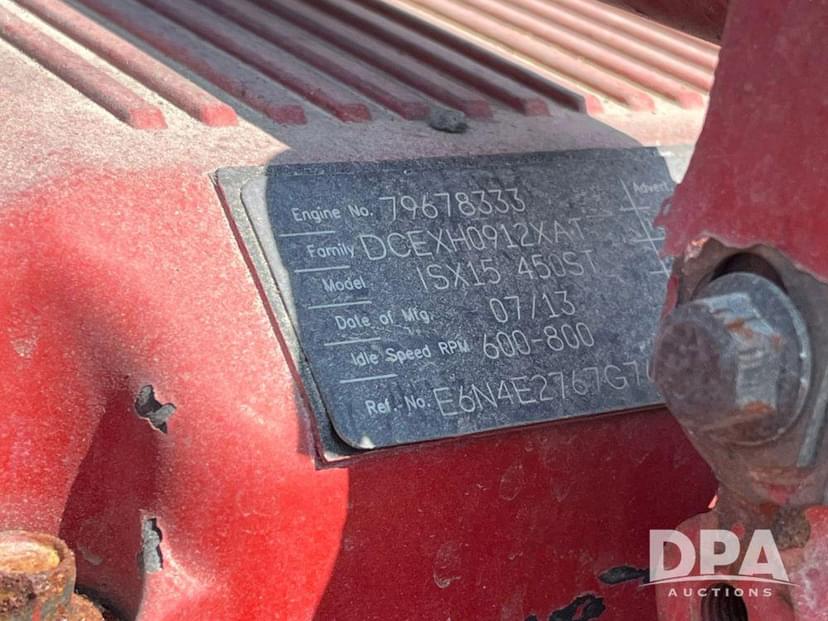 Engine No. 79678333
Advert.
Family DCEXH0912XAT
Model ISX15 450ST
Date of Mfg. 07/13
Idle Speed RPM 600-800
Ref. No. E6N4E2767G7
DPA
AUCTIONS